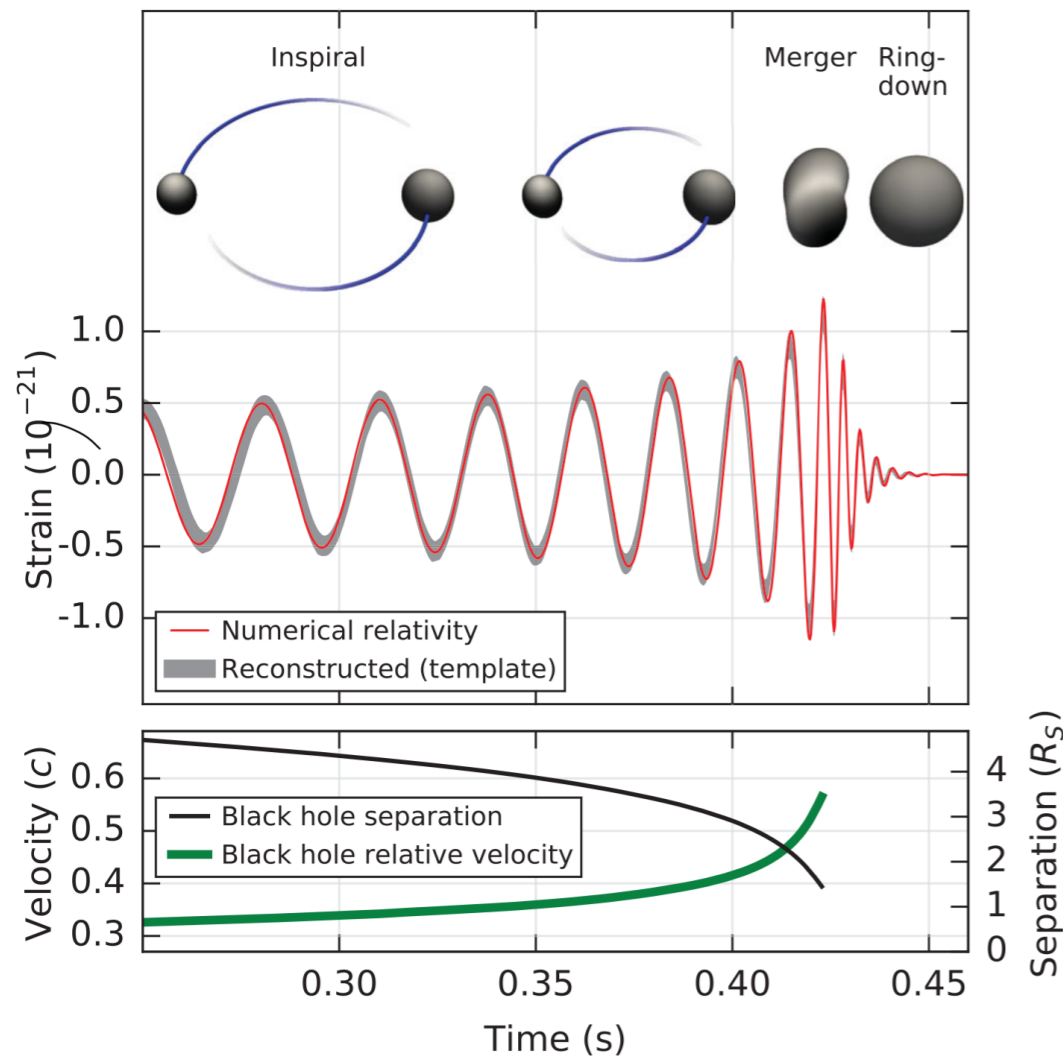 Inspiral
Merger
Ring-
down
Strain (10⁻²¹)
1.0
0.5
0.0
-0.5
-1.0
Numerical relativity
Reconstructed (template)
Velocity (c)
0.6
0.5
0.4
0.3
Black hole separation
Black hole relative velocity
4
3
2
1
0
Separation (R_S)
0.30
0.35
0.40
0.45
Time (s)